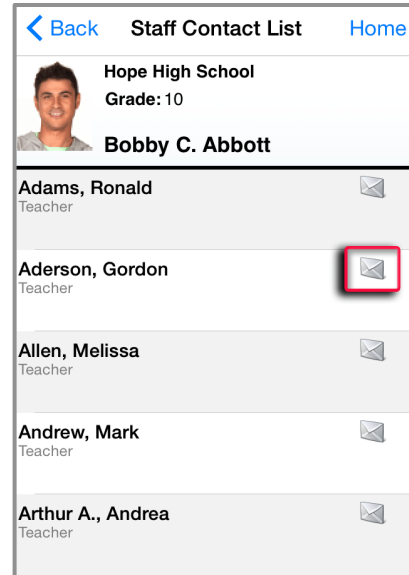 Back Staff Contact List Home
Hope High School
Grade: 10
Bobby C. Abbott
Adams, Ronald
Teacher
Aderson, Gordon
Teacher
Allen, Melissa
Teacher
Andrew, Mark
Teacher
Arthur A., Andrea
Teacher